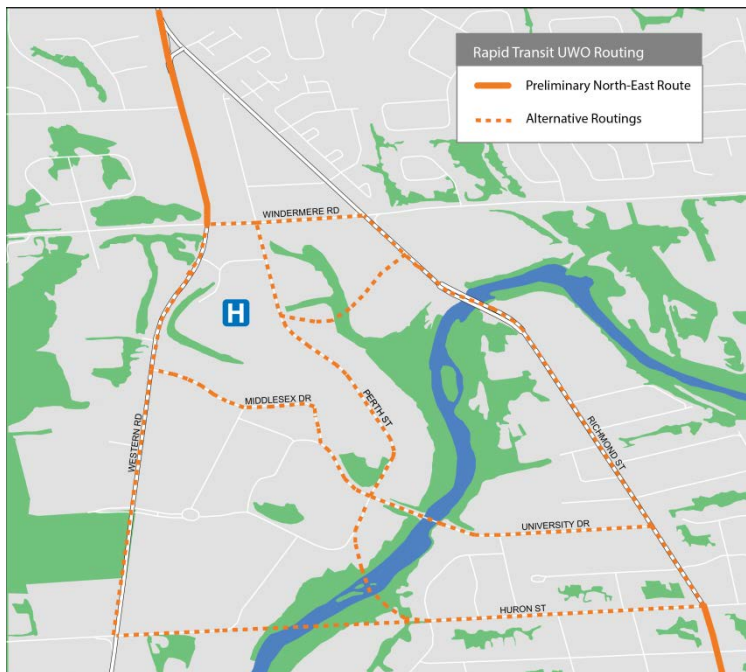 Rapid Transit UWO Routing
Preliminary North-East Route
Alternative Routings
WINDERMERE RD
H
MIDDLESEX DR
PERTH ST
WESTERN RD
RICHMOND ST
UNIVERSITY DR
HURON ST